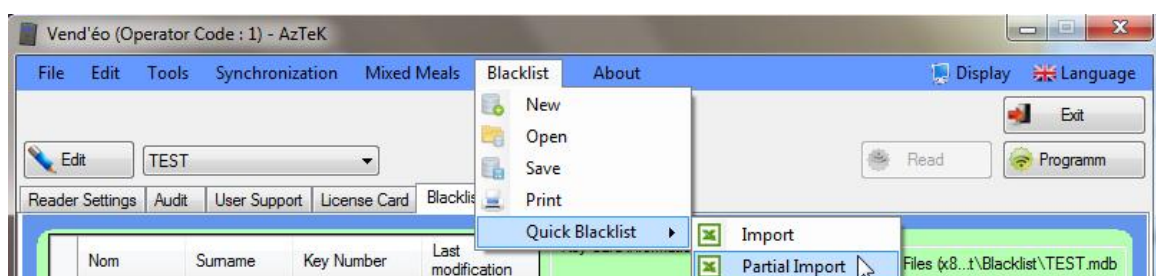 Vend'éo (Operator Code : 1) - AzTeK
File Edit Tools Synchronization Mixed Meals Blacklist About Display Language
New
Exit
Open
Edit TEST Save Read Programm
Reader Settings Audit User Support License Card Print
Quick Blacklist Import
Nom Surname Key Number Last modification Partial Import Files (x8...t\Blacklist\TEST.mdb